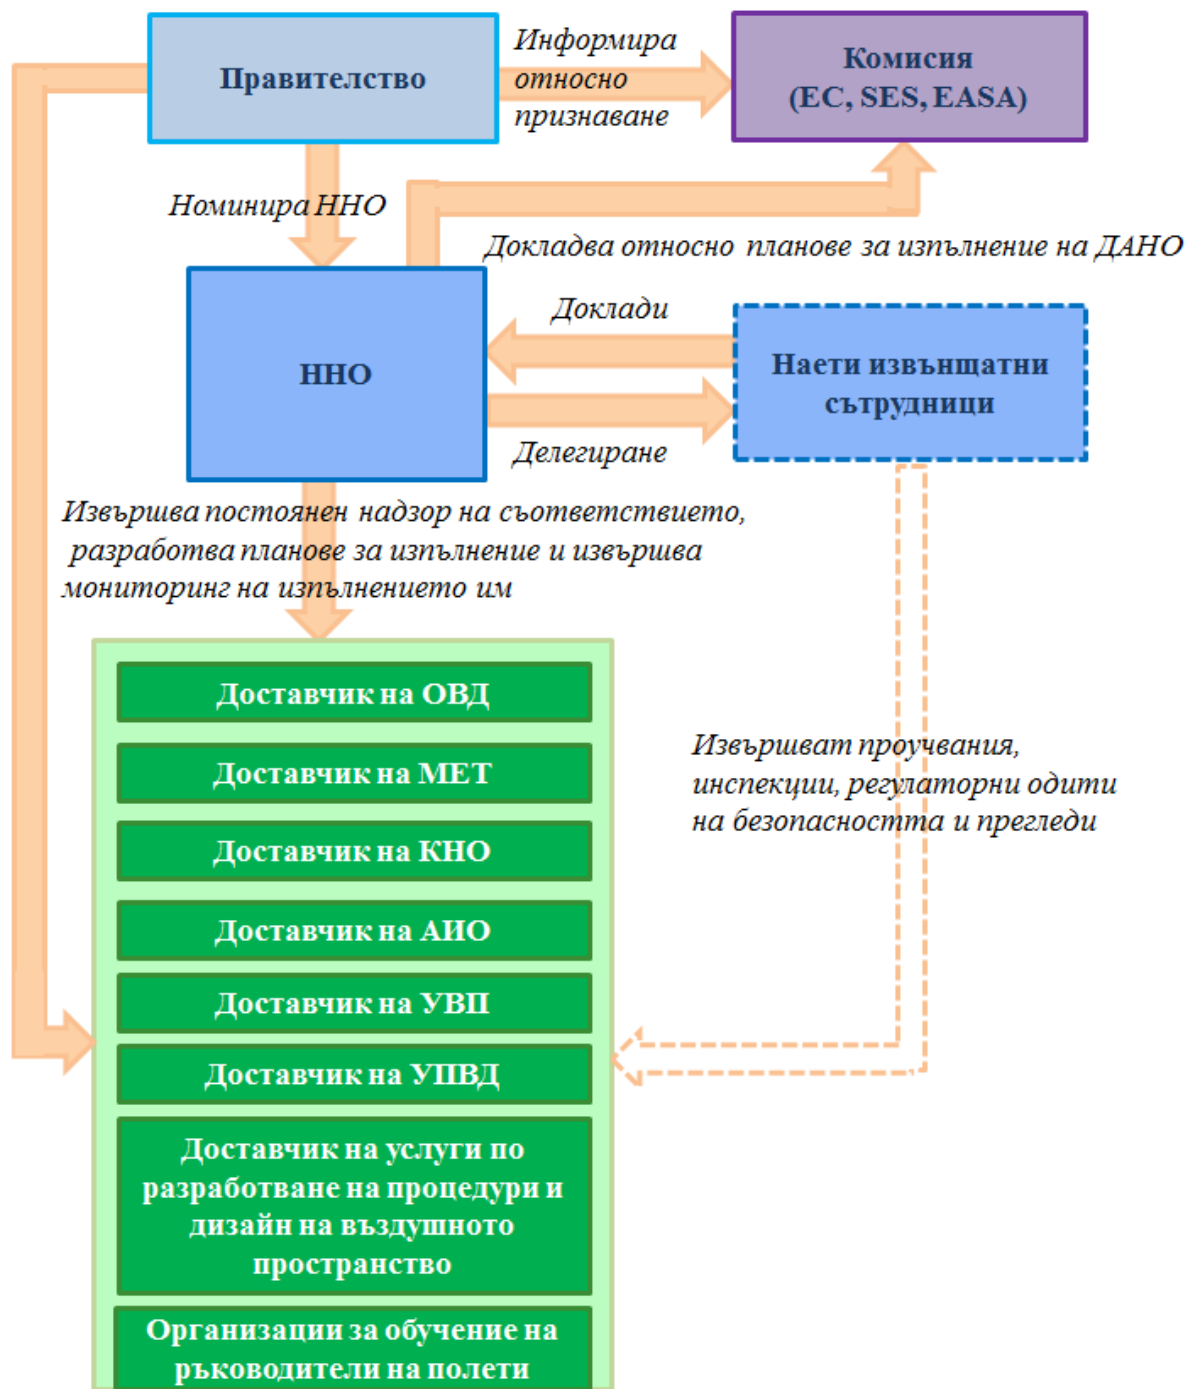 Правителство
Информира
относно
признаване
Комисия
(EC, SES, EASA)
Номинира ННО
Докладва относно планове за изпълнение на ДАНО
Доклади
ННО
Наети извънщатни
сътрудници
Делегиране
Извършва постоянен надзор на съответствието,
разработва планове за изпълнение и извършва
мониторинг на изпълнението им
Доставчик на ОВД
Доставчик на МЕТ
Доставчик на КНО
Доставчик на АИО
Доставчик на УВП
Доставчик на УПВД
Доставчик на услуги по
разработване на процедури и
дизайн на въздушното
пространство
Организации за обучение на
ръководители на полети
Извършват проучвания,
инспекции, регулаторни одити
на безопасността и прегледи